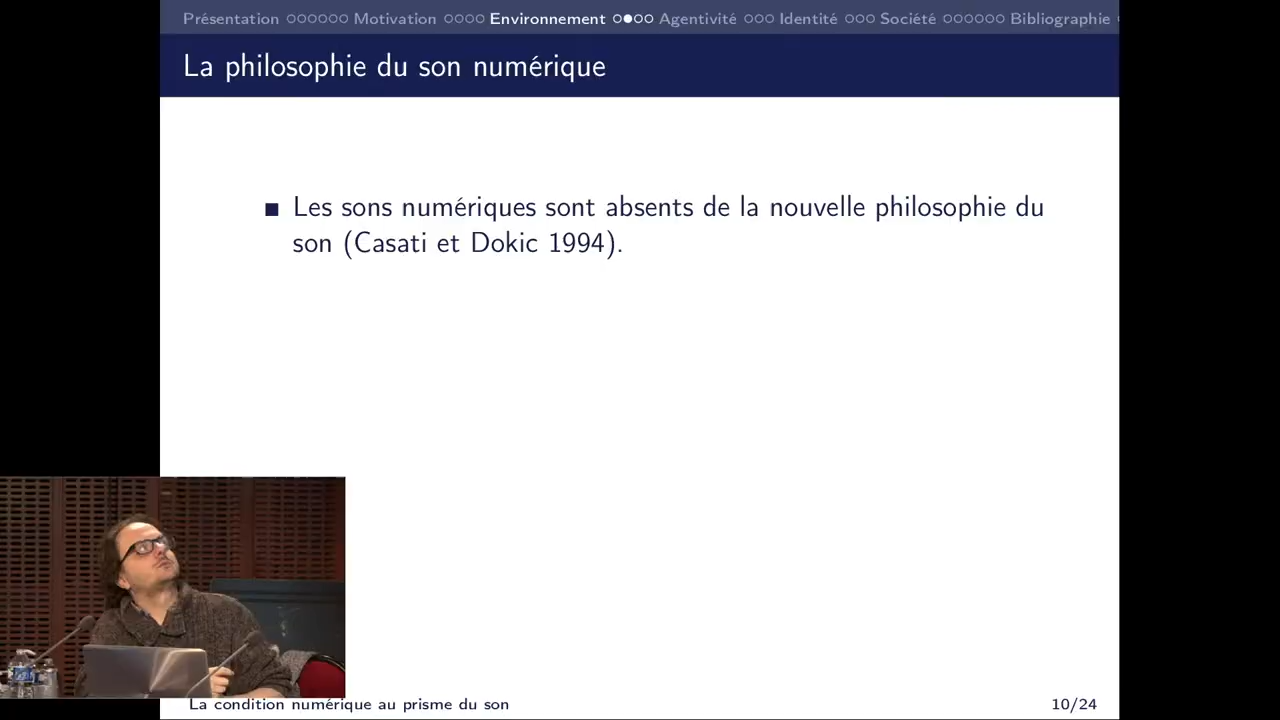 Présentation Motivation Environnement Agentivité Identité Société Bibliographie
La philosophie du son numérique
Les sons numériques sont absents de la nouvelle philosophie du
son (Casati et Dokic 1994).
La condition numérique au prisme du son 10/24